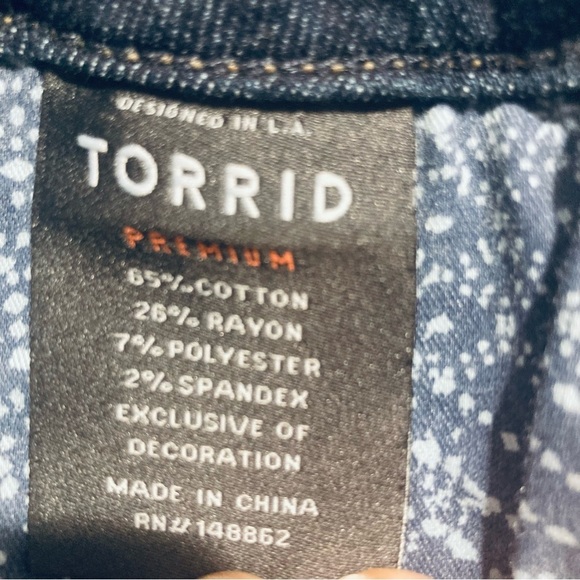 DESIGNED IN L.A.
TORRID
PREMIUM
65% COTTON
26% RAYON
7% POLYESTER
2% SPANDEX
EXCLUSIVE OF
DECORATION
MADE IN CHINA
RN# 148862